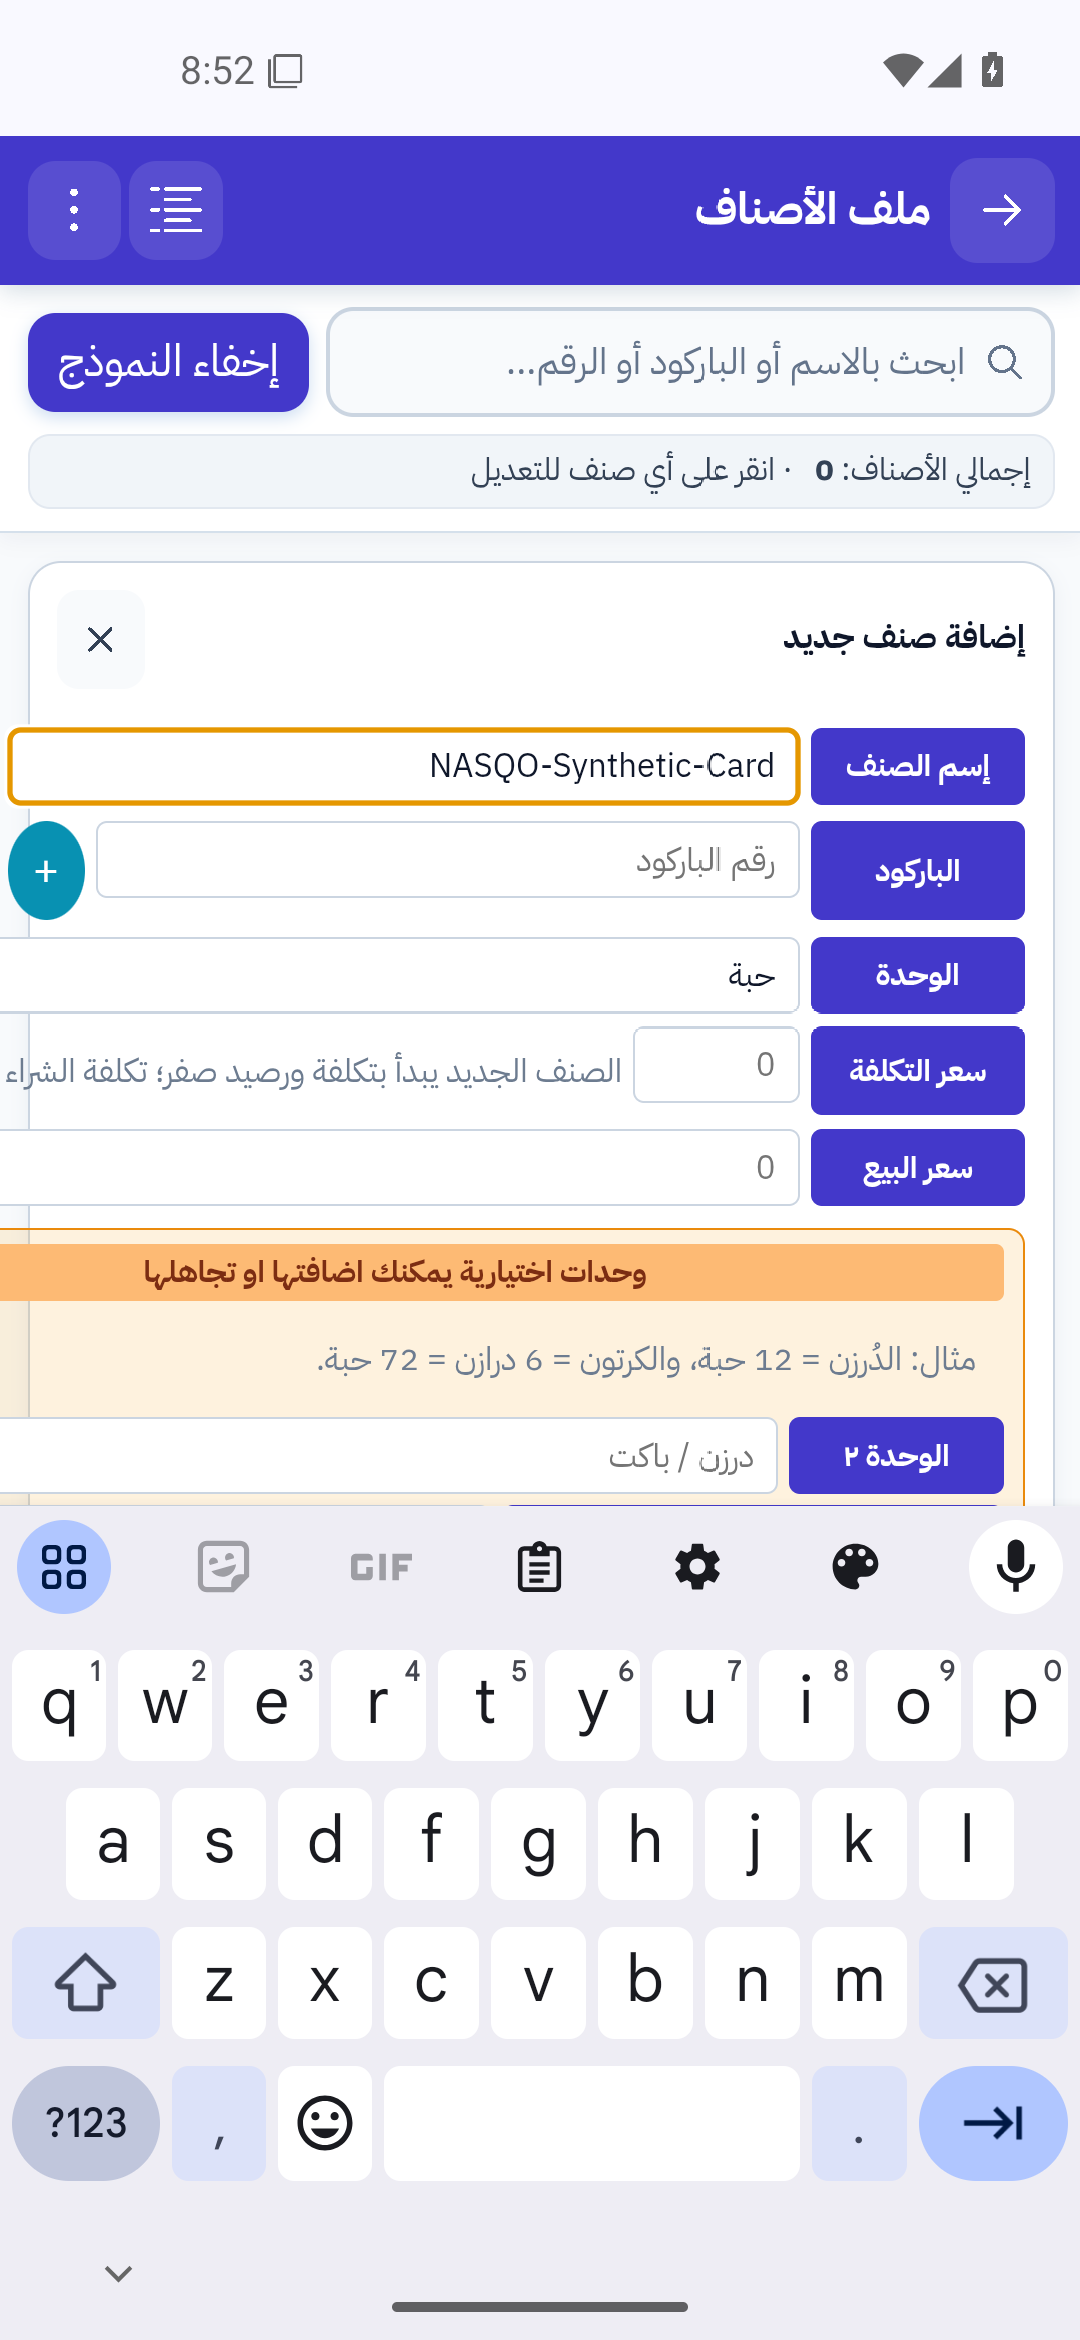 8:52
ملف الأصناف
ابحث بالاسم أو الباركود أو الرقم...
إخفاء النموذج
إجمالي الأصناف: 0 · انقر على أي صنف للتعديل
إضافة صنف جديد
إسم الصنف
NASQO-Synthetic-Card
الباركود
رقم الباركود
+
الوحدة
حبة
سعر التكلفة
0
الصنف الجديد يبدأ بتكلفة ورصيد صفر؛ تكلفة الشراء
سعر البيع
0
وحدات اختيارية يمكنك اضافتها او تجاهلها
مثال: الدُرزن = 12 حبة، والكرتون = 6 درازن = 72 حبة.
الوحدة ٢
درزن / باكت
GIF
q 1 w 2 e 3 r 4 t 5 y 6 u 7 i 8 o 9 p 0
a s d f g h j k l
z x c v b n m
?123 , .